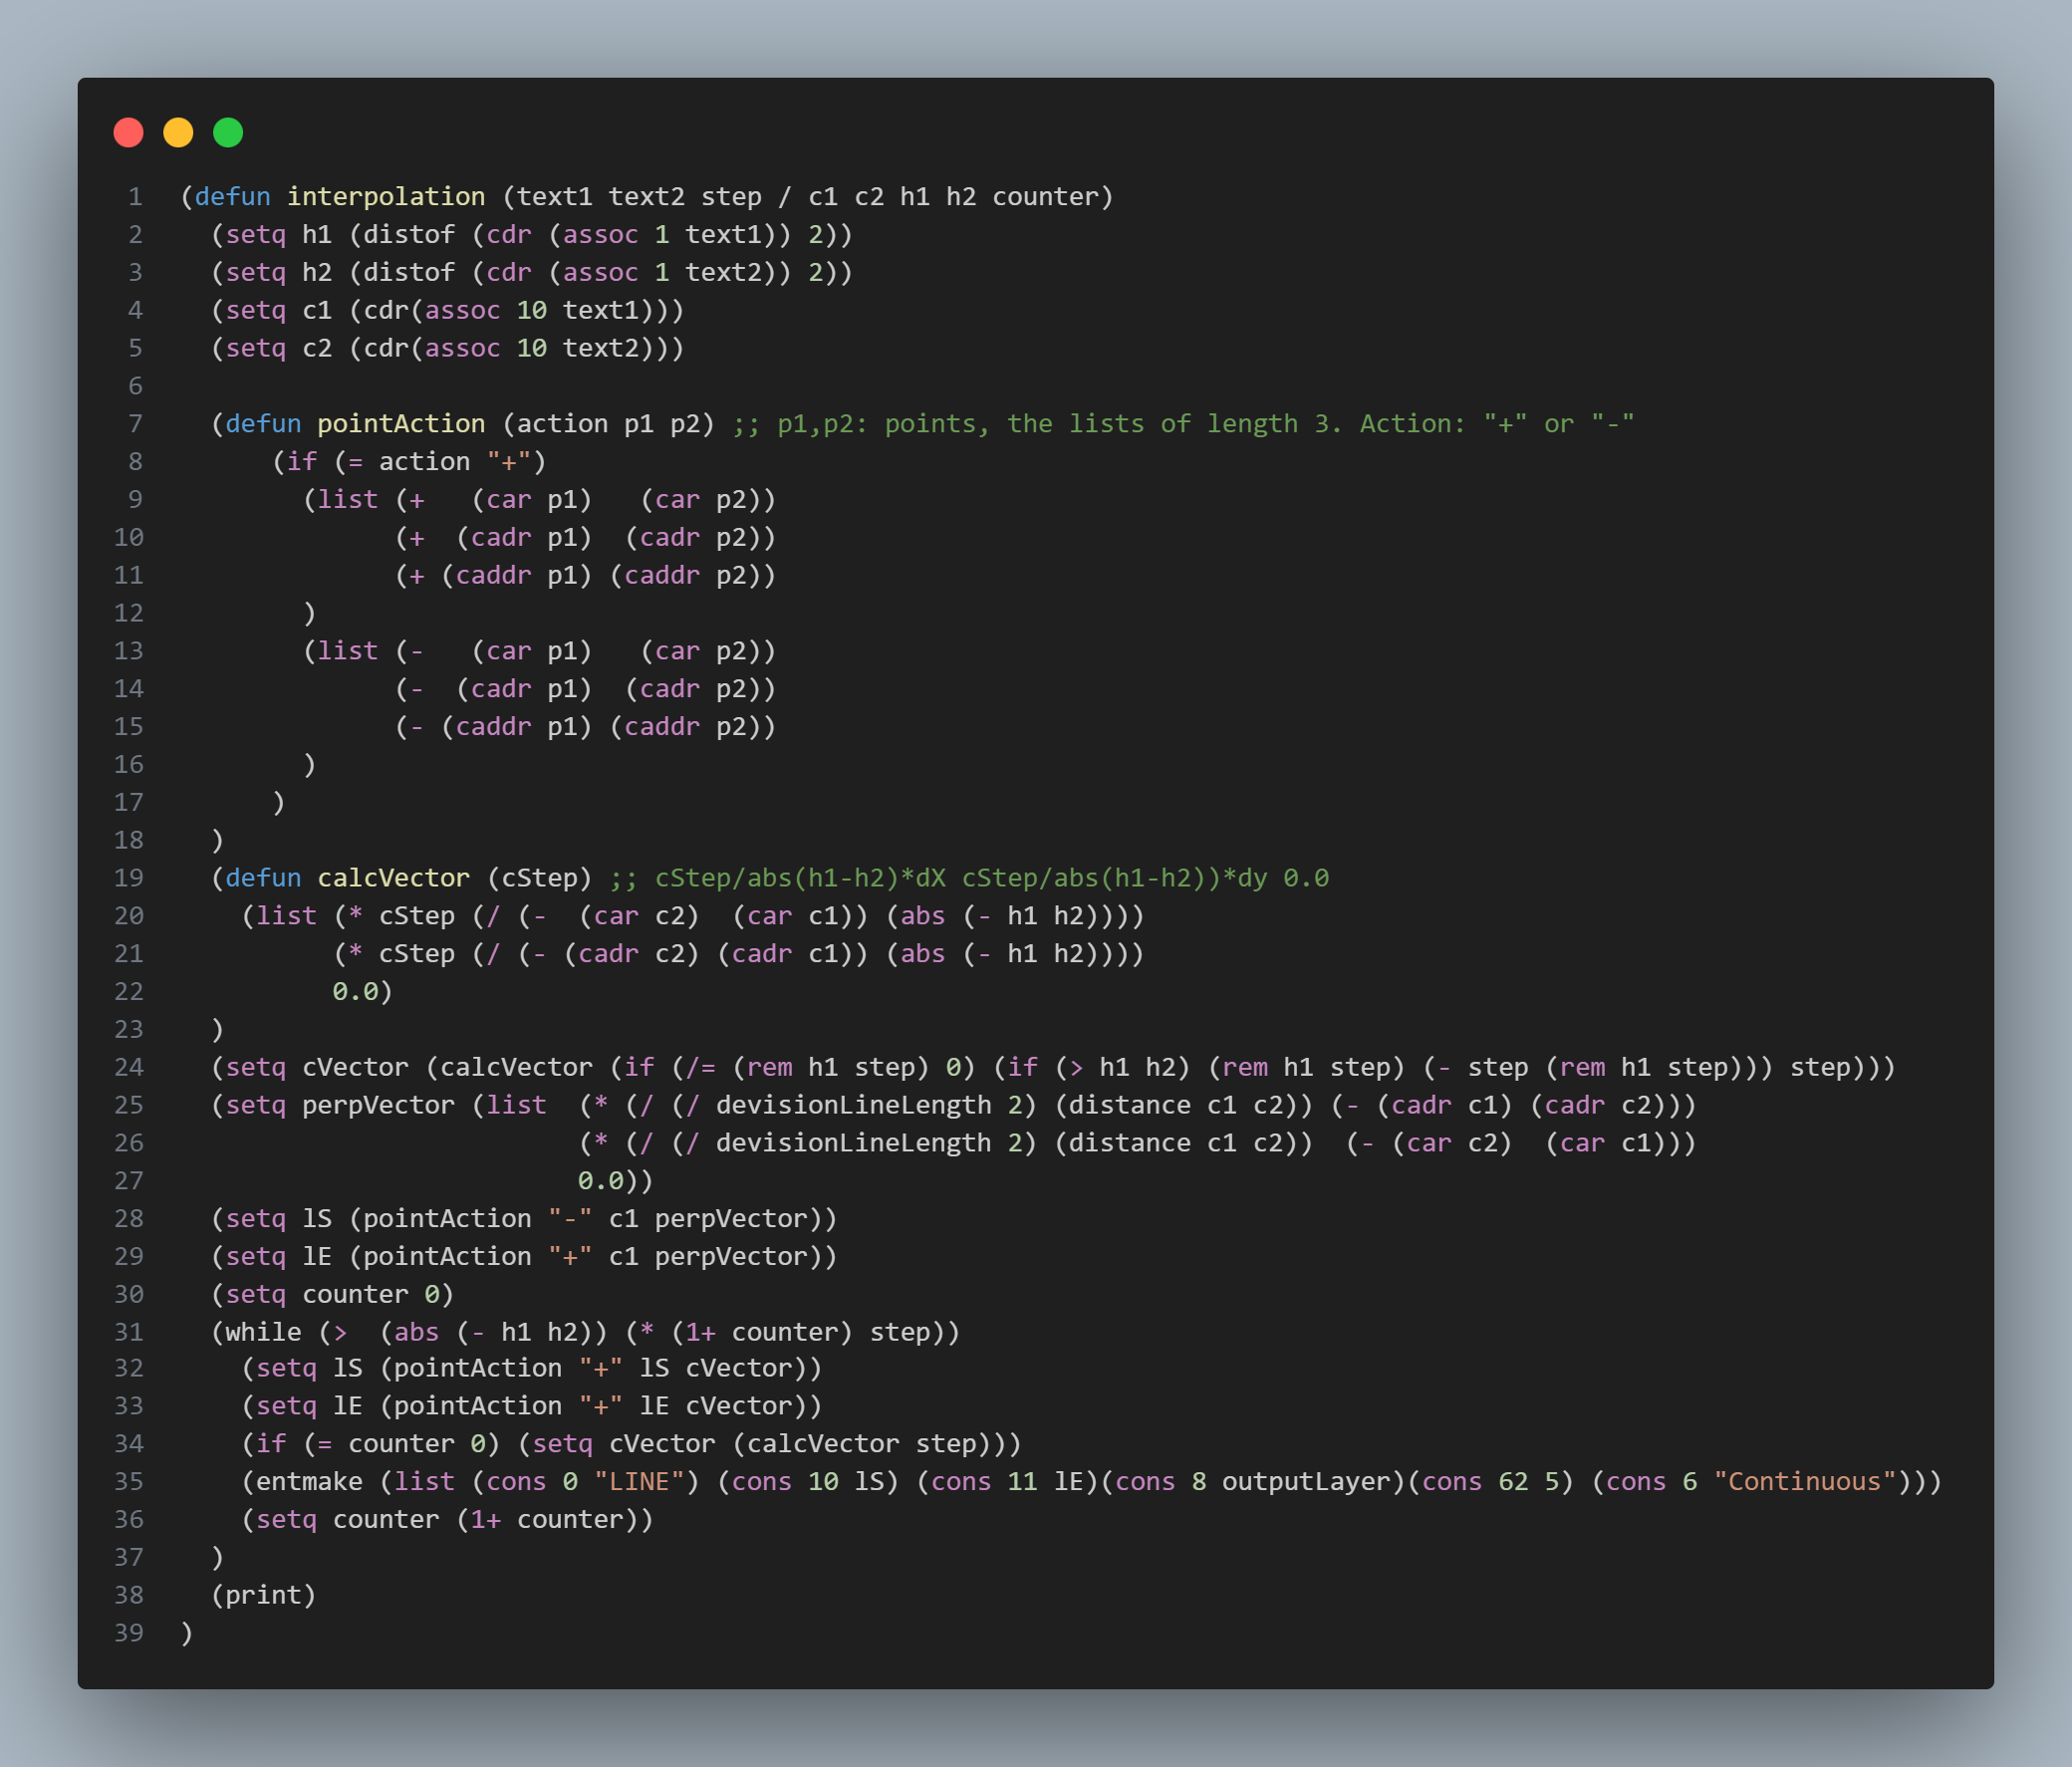 1 (defun interpolation (text1 text2 step / c1 c2 h1 h2 counter)
2   (setq h1 (distof (cdr (assoc 1 text1)) 2))
3   (setq h2 (distof (cdr (assoc 1 text2)) 2))
4   (setq c1 (cdr(assoc 10 text1)))
5   (setq c2 (cdr(assoc 10 text2)))
6
7   (defun pointAction (action p1 p2) ;; p1,p2: points, the lists of length 3. Action: "+" or "-"
8       (if (= action "+")
9         (list (+   (car p1)   (car p2))
10               (+  (cadr p1)  (cadr p2))
11               (+ (caddr p1) (caddr p2))
12         )
13         (list (-   (car p1)   (car p2))
14               (-  (cadr p1)  (cadr p2))
15               (- (caddr p1) (caddr p2))
16         )
17       )
18   )
19   (defun calcVector (cStep) ;; cStep/abs(h1-h2)*dX cStep/abs(h1-h2))*dy 0.0
20     (list (* cStep (/ (-  (car c2)  (car c1)) (abs (- h1 h2))))
21           (* cStep (/ (- (cadr c2) (cadr c1)) (abs (- h1 h2))))
22           0.0)
23   )
24   (setq cVector (calcVector (if (/= (rem h1 step) 0) (if (> h1 h2) (rem h1 step) (- step (rem h1 step))) step)))
25   (setq perpVector (list  (* (/ (/ devisionLineLength 2) (distance c1 c2)) (- (cadr c1) (cadr c2)))
26                           (* (/ (/ devisionLineLength 2) (distance c1 c2))  (- (car c2)  (car c1)))
27                           0.0))
28   (setq lS (pointAction "-" c1 perpVector))
29   (setq lE (pointAction "+" c1 perpVector))
30   (setq counter 0)
31   (while (>  (abs (- h1 h2)) (* (1+ counter) step))
32     (setq lS (pointAction "+" lS cVector))
33     (setq lE (pointAction "+" lE cVector))
34     (if (= counter 0) (setq cVector (calcVector step)))
35     (entmake (list (cons 0 "LINE") (cons 10 lS) (cons 11 lE)(cons 8 outputLayer)(cons 62 5) (cons 6 "Continuous")))
36     (setq counter (1+ counter))
37   )
38   (print)
39 )